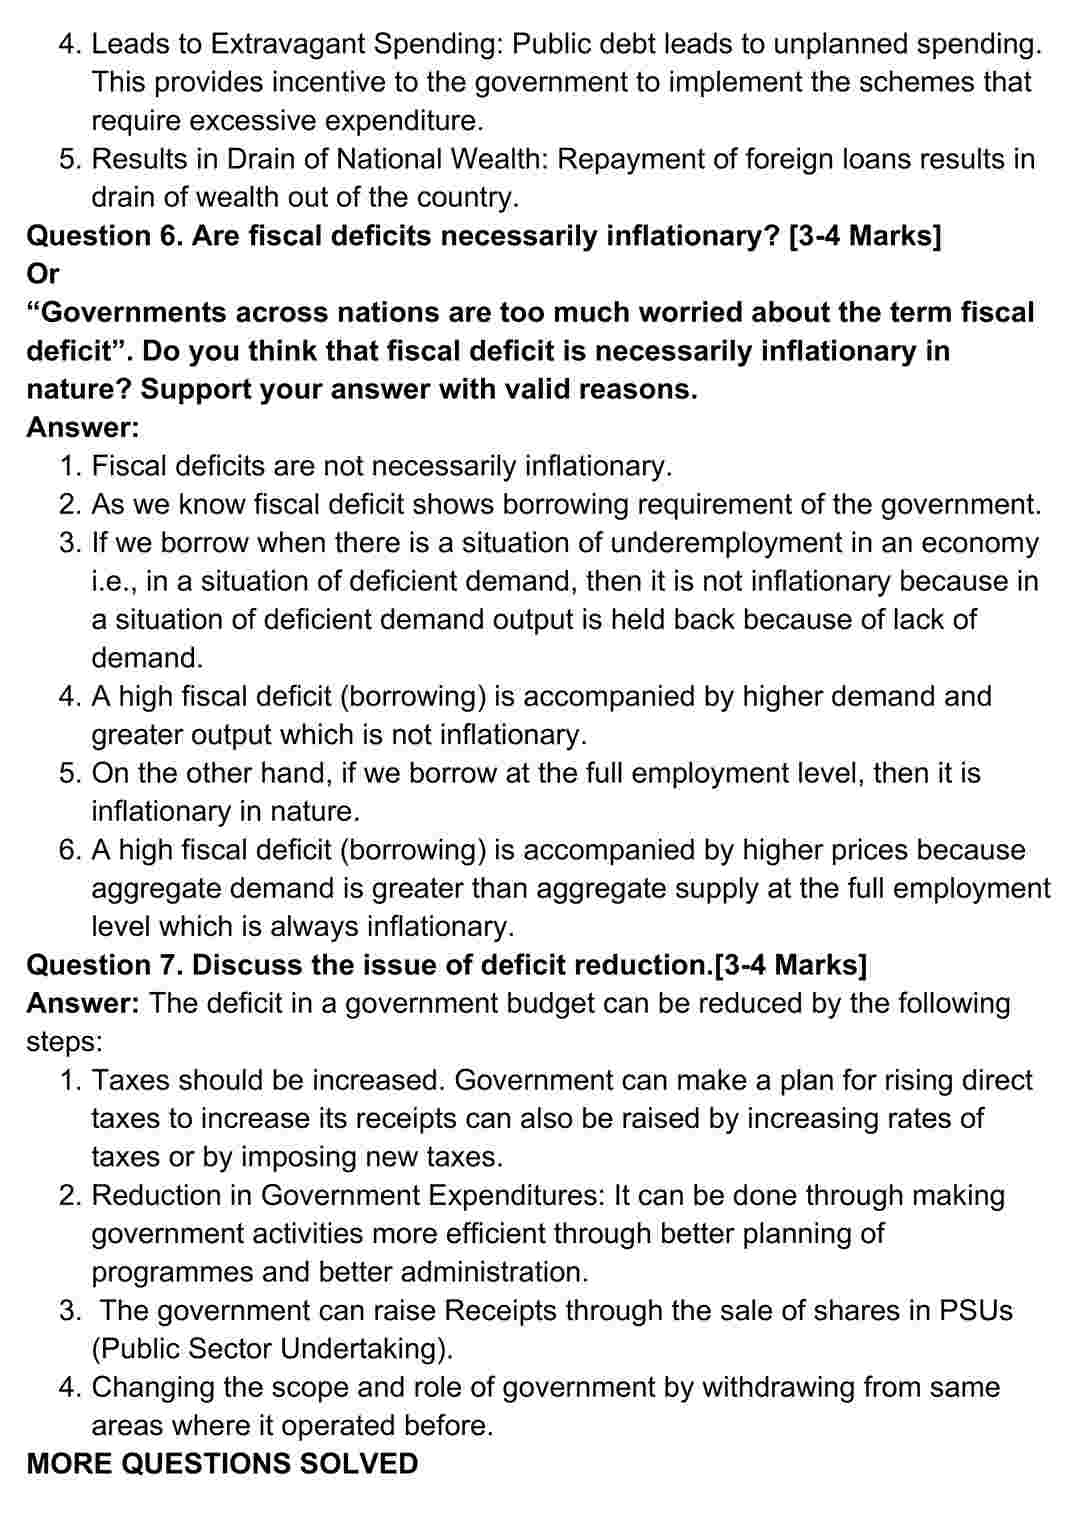 4. Leads to Extravagant Spending: Public debt leads to unplanned spending.
This provides incentive to the government to implement the schemes that
require excessive expenditure.
5. Results in Drain of National Wealth: Repayment of foreign loans results in
drain of wealth out of the country.
Question 6. Are fiscal deficits necessarily inflationary? [3-4 Marks]
Or
“Governments across nations are too much worried about the term fiscal
deficit”. Do you think that fiscal deficit is necessarily inflationary in
nature? Support your answer with valid reasons.
Answer:
1. Fiscal deficits are not necessarily inflationary.
2. As we know fiscal deficit shows borrowing requirement of the government.
3. If we borrow when there is a situation of underemployment in an economy
i.e., in a situation of deficient demand, then it is not inflationary because in
a situation of deficient demand output is held back because of lack of
demand.
4. A high fiscal deficit (borrowing) is accompanied by higher demand and
greater output which is not inflationary.
5. On the other hand, if we borrow at the full employment level, then it is
inflationary in nature.
6. A high fiscal deficit (borrowing) is accompanied by higher prices because
aggregate demand is greater than aggregate supply at the full employment
level which is always inflationary.
Question 7. Discuss the issue of deficit reduction.[3-4 Marks]
Answer: The deficit in a government budget can be reduced by the following
steps:
1. Taxes should be increased. Government can make a plan for rising direct
taxes to increase its receipts can also be raised by increasing rates of
taxes or by imposing new taxes.
2. Reduction in Government Expenditures: It can be done through making
government activities more efficient through better planning of
programmes and better administration.
3. The government can raise Receipts through the sale of shares in PSUs
(Public Sector Undertaking).
4. Changing the scope and role of government by withdrawing from same
areas where it operated before.
MORE QUESTIONS SOLVED